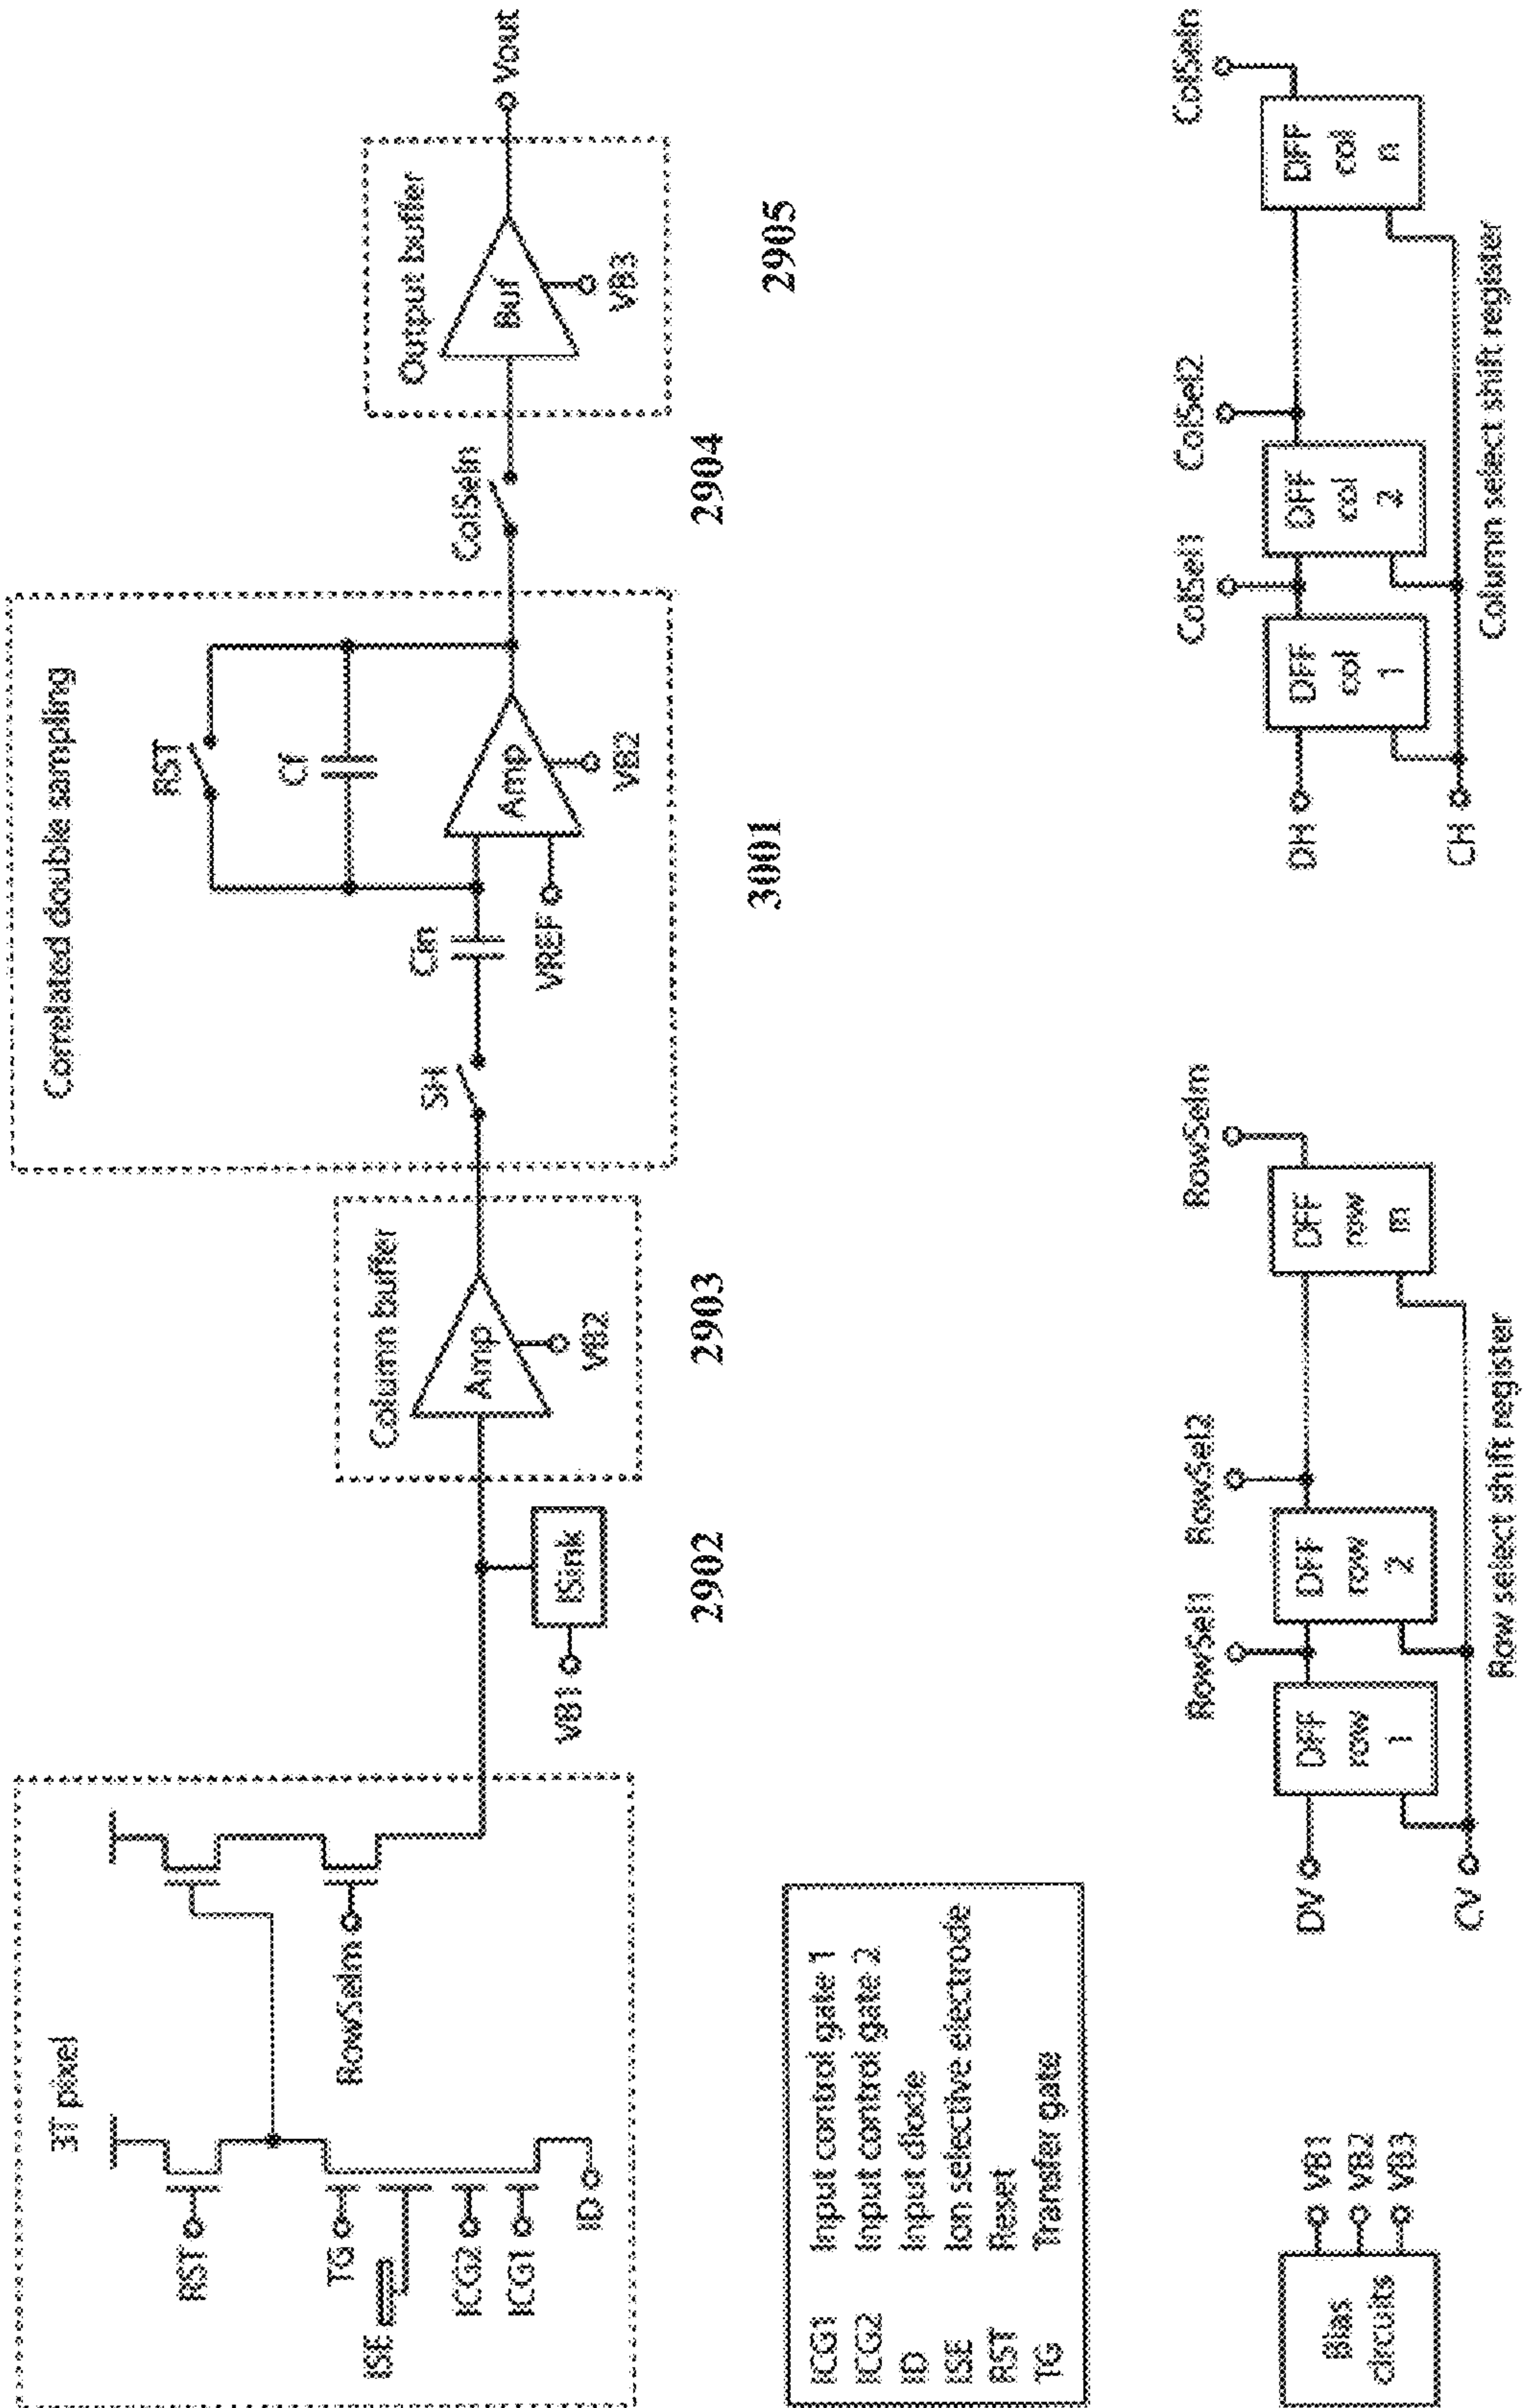 3T pixel
RST
TG
ISE
ICG2
ICG1
ID
RowSelm
VB1
ISink
2902
Column buffer
Amp
VB2
2903
Correlated double sampling
SH
Cin
VREF
RST
Cf
Amp
VB2
3001
ColSeln
2904
Output buffer
Buf
VB3
2905
Vout
ICG1 Input control gate 1
ICG2 Input control gate 2
ID Input diode
ISE Ion selective electrode
RST Reset
TG Transfer gate
Bias
circuits
VB1
VB2
VB3
DV
CV
DFF
row
1
RowSel1
DFF
row
2
RowSel2
DFF
row
m
RowSelm
Row select shift register
DH
CH
DFF
col
1
ColSel1
DFF
col
2
ColSel2
DFF
col
n
ColSeln
Column select shift register